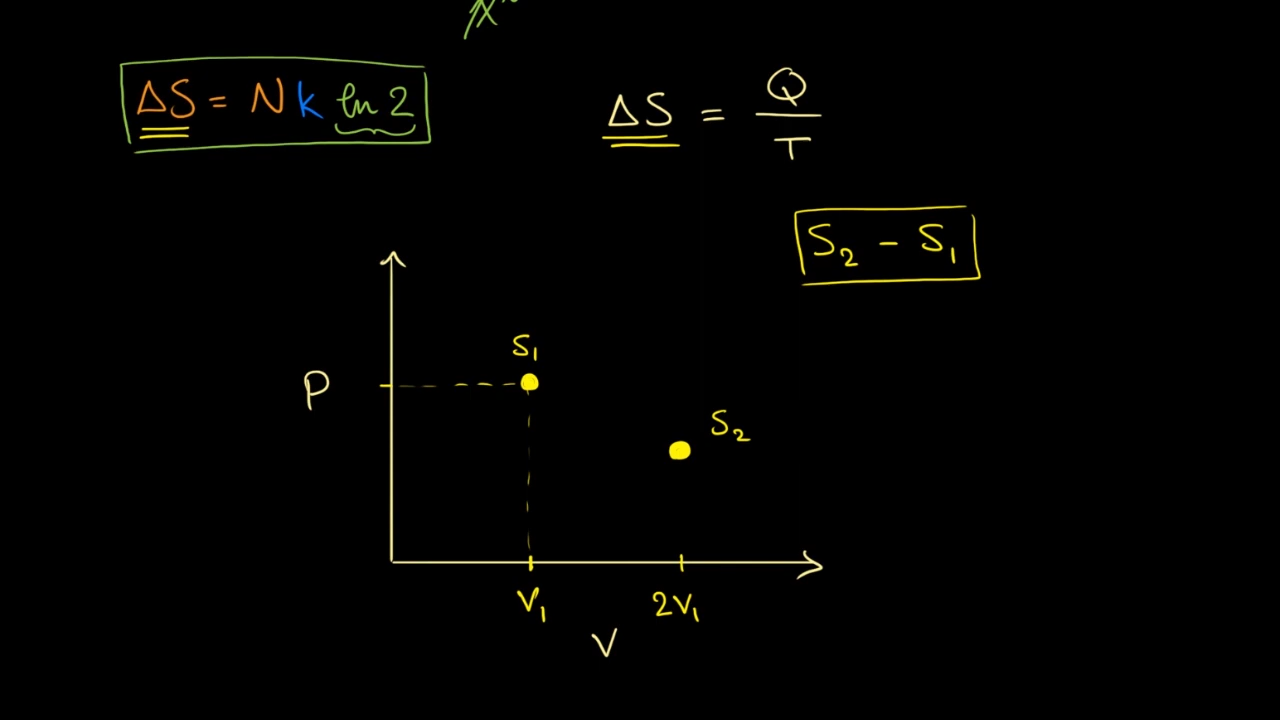 ΔS = N k ln 2
ΔS = Q / T
S₂ - S₁
S₁
P
S₂
V₁ 2V₁
V